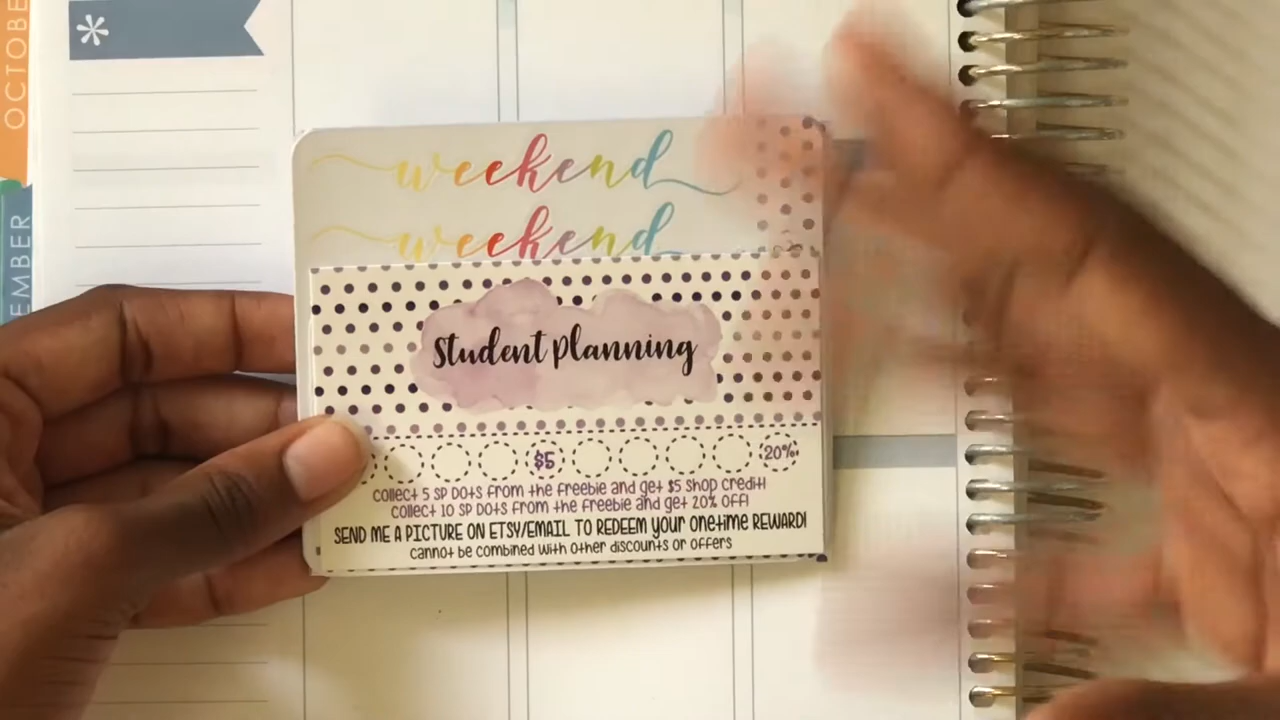 OCTOBE
EMBER
*
weekend
weekend
Student planning
$5
20%
collect 5 SP Dots from the freebie and get $5 shop credit!
collect 10 SP Dots from the freebie and get 20% OFF!
SEND ME A PICTURE ON ETSY/EMAIL TO REDEEM your onetime REWARD!
cannot be combined with other discounts or offers